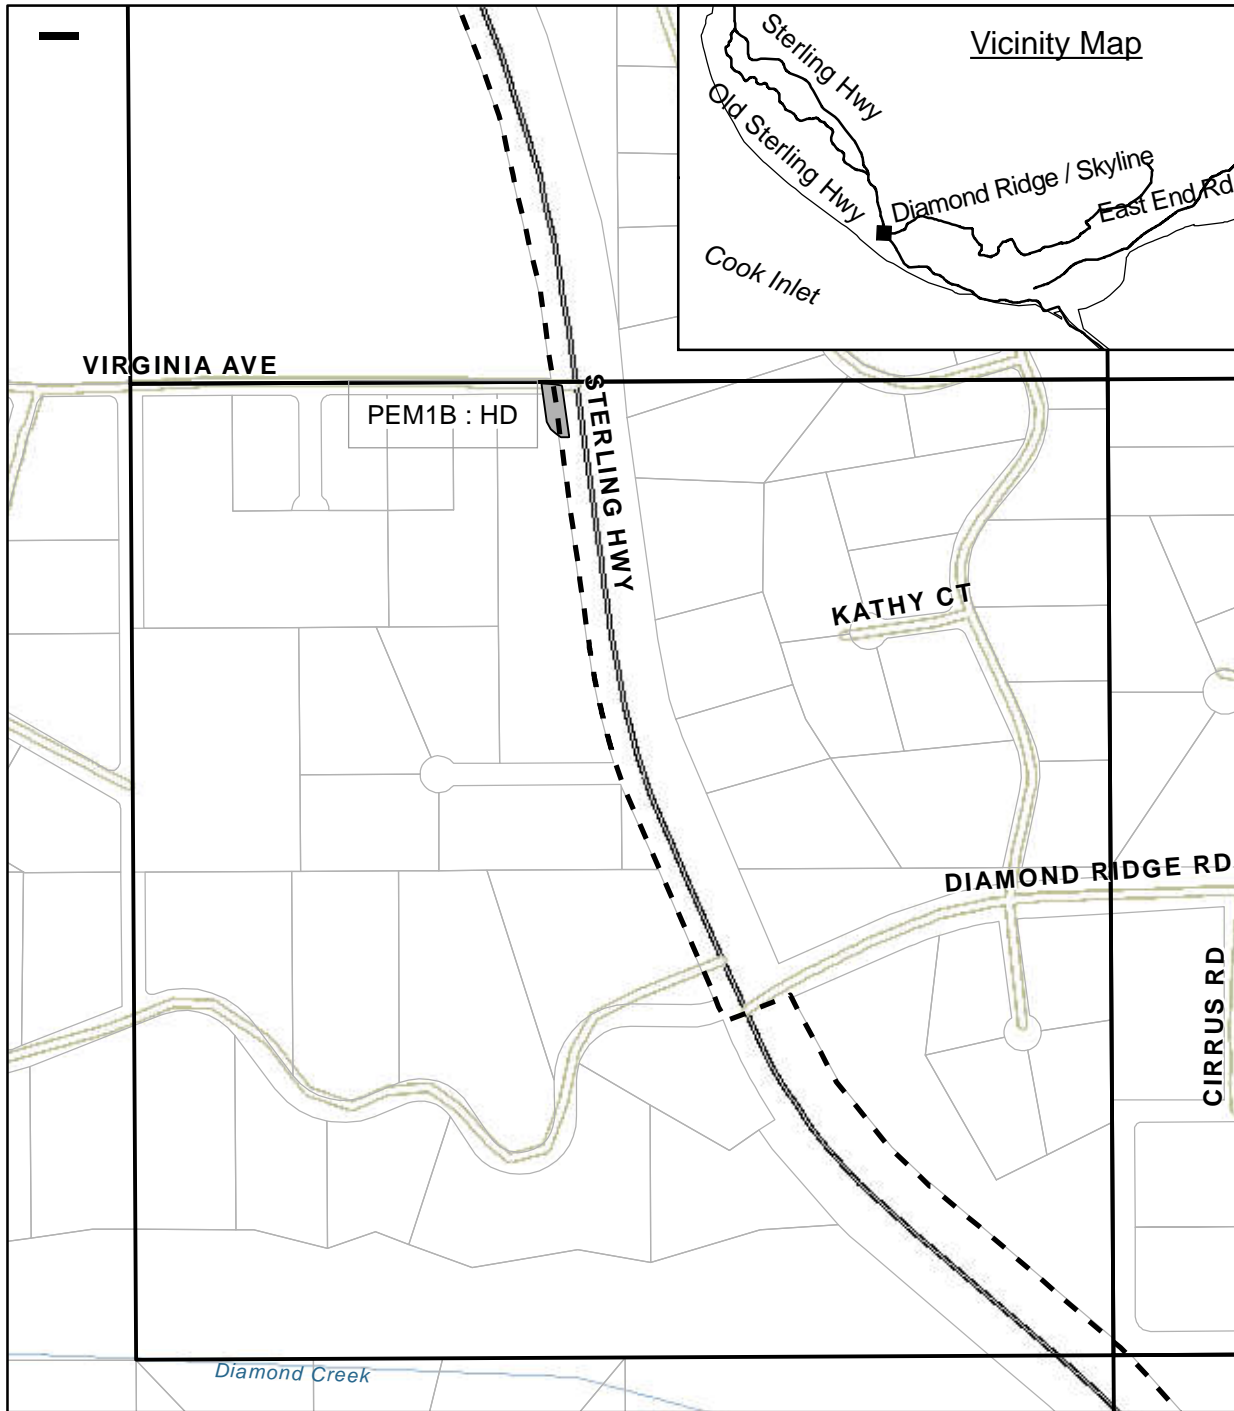 Vicinity Map
Sterling Hwy
Old Sterling Hwy
Diamond Ridge / Skyline
East End Rd
Cook Inlet
VIRGINIA AVE
PEM1B : HD
STERLING HWY
KATHY CT
DIAMOND RIDGE RD
CIRRUS RD
Diamond Creek